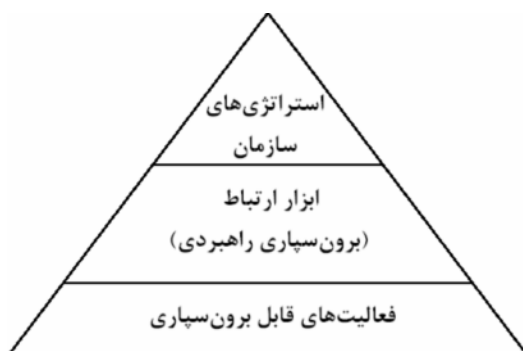 استراتژی‌های
سازمان
ابزار ارتباط
(برون‌سپاری راهبردی)
فعالیت‌های قابل برون‌سپاری